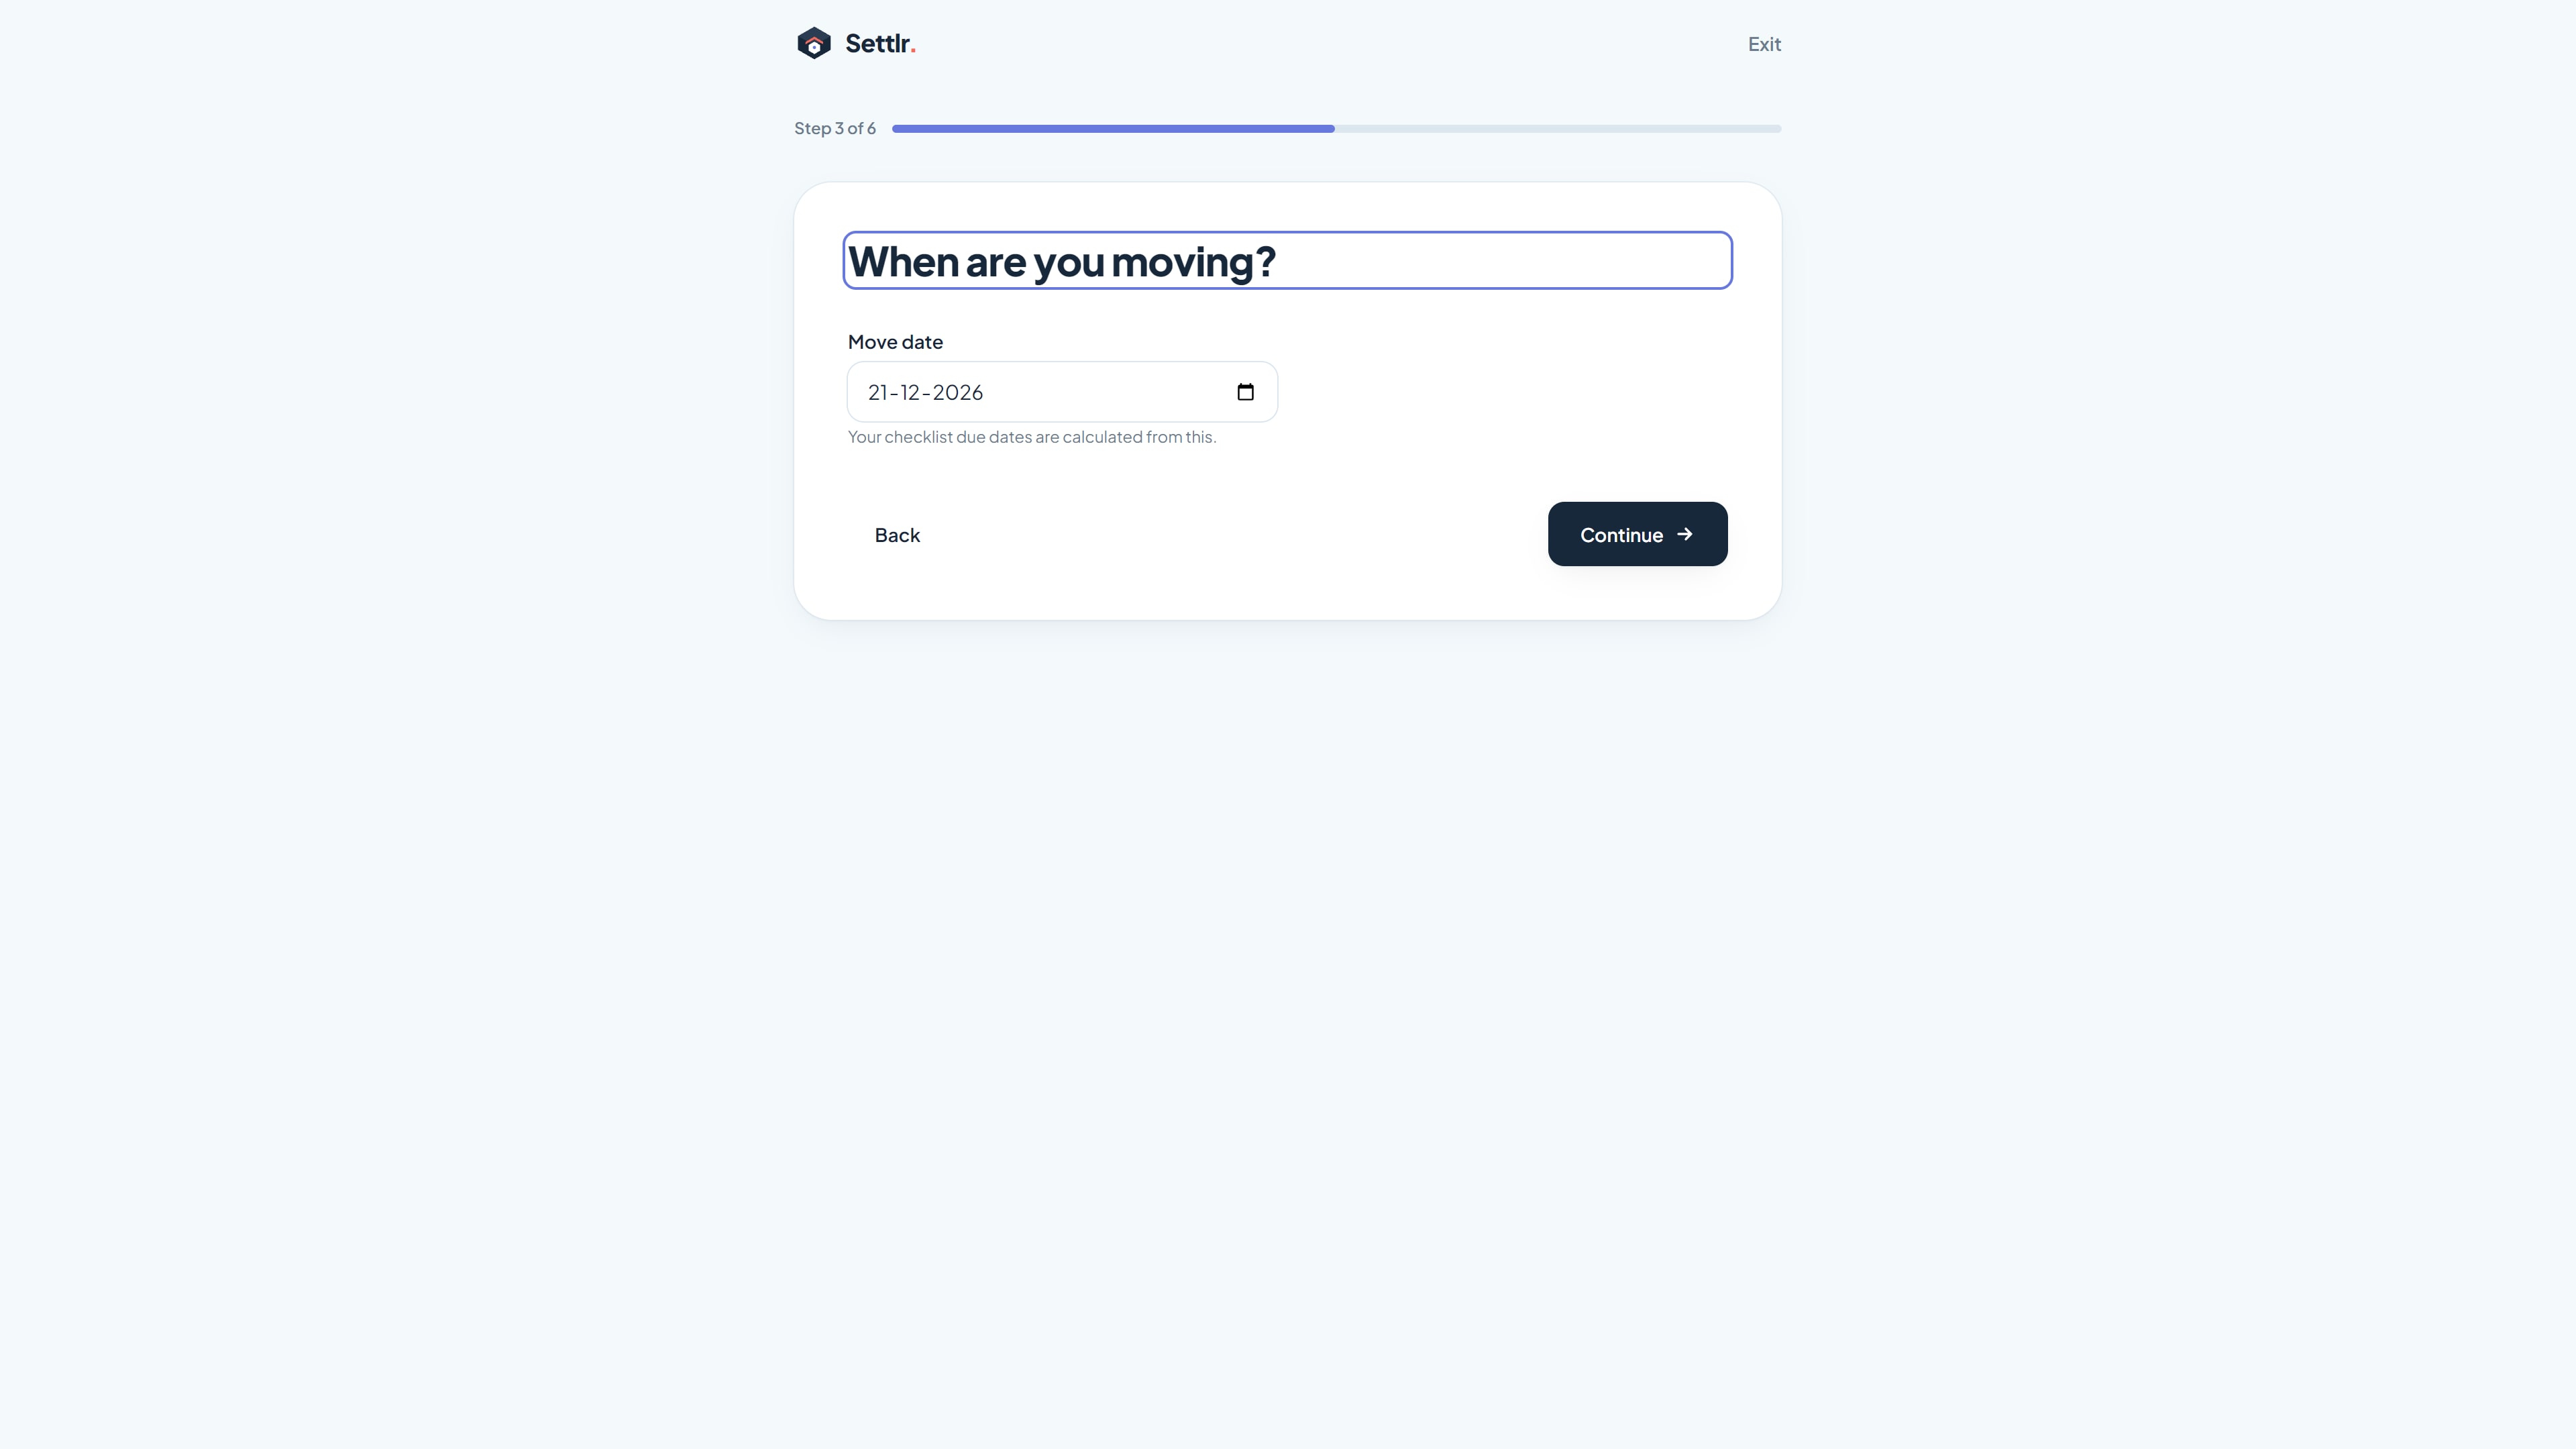 Settlr.
Exit
Step 3 of 6
When are you moving?
Move date
21-12-2026
Your checklist due dates are calculated from this.
Back
Continue →